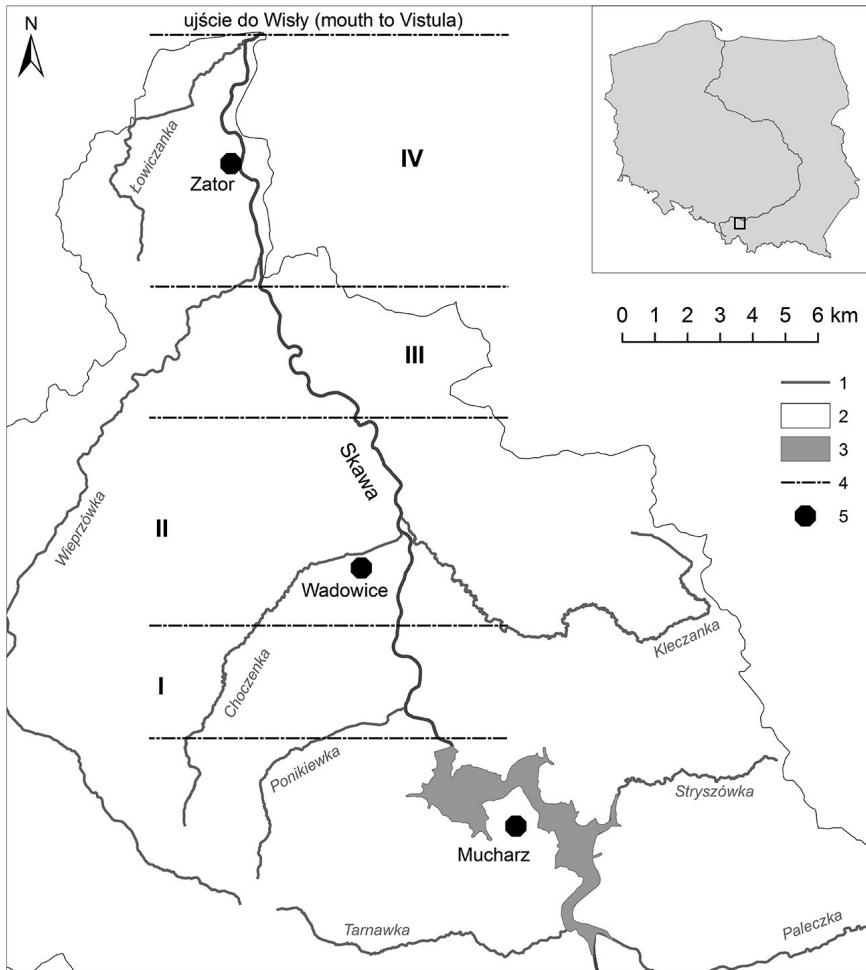 ujście do Wisły (mouth to Vistula)
N
Łowiczanka
IV
Zator
0 1 2 3 4 5 6 km
III
1
2
3
4
5
Skawa
Wieprzówka
II
Wadowice
Kleczanka
I
Choczenka
Ponikiewka
Stryszówka
Mucharz
Tarnawka
Paleczka